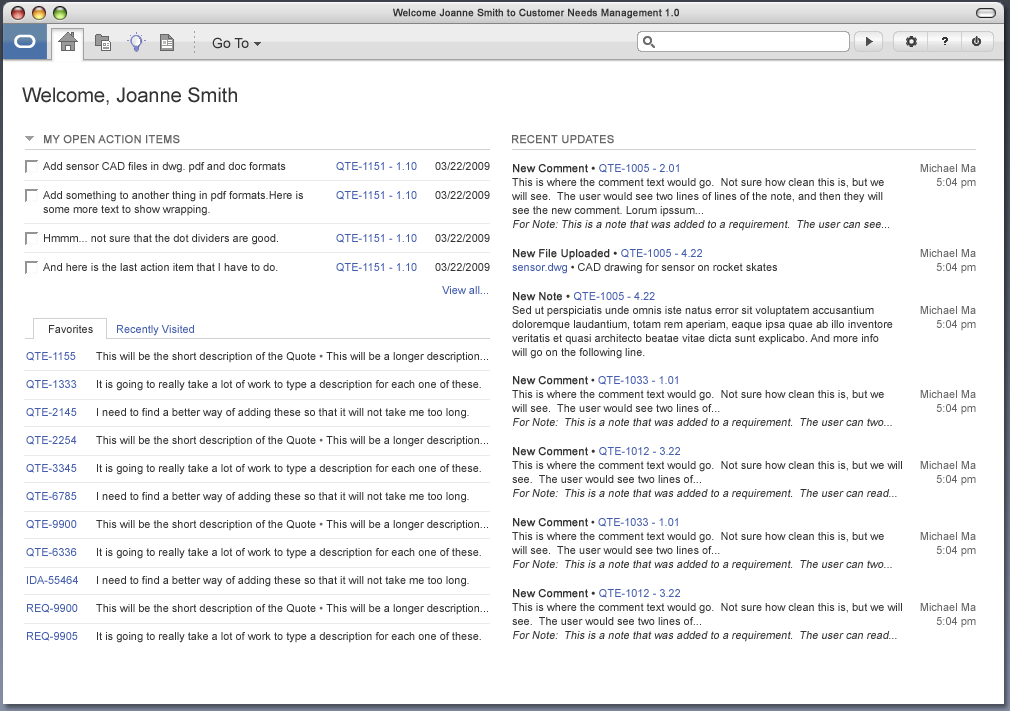 Welcome Joanne Smith to Customer Needs Management 1.0
Go To
?
Welcome, Joanne Smith
MY OPEN ACTION ITEMS
Add sensor CAD files in dwg. pdf and doc formats QTE-1151 - 1.10 03/22/2009
Add something to another thing in pdf formats.Here is QTE-1151 - 1.10 03/22/2009
some more text to show wrapping.
Hmmm... not sure that the dot dividers are good. QTE-1151 - 1.10 03/22/2009
And here is the last action item that I have to do. QTE-1151 - 1.10 03/22/2009
View all...
Favorites Recently Visited
QTE-1155 This will be the short description of the Quote • This will be a longer description...
QTE-1333 It is going to really take a lot of work to type a description for each one of these.
QTE-2145 I need to find a better way of adding these so that it will not take me too long.
QTE-2254 This will be the short description of the Quote • This will be a longer description...
QTE-3345 It is going to really take a lot of work to type a description for each one of these.
QTE-6785 I need to find a better way of adding these so that it will not take me too long.
QTE-9900 This will be the short description of the Quote • This will be a longer description...
QTE-6336 It is going to really take a lot of work to type a description for each one of these.
IDA-55464 I need to find a better way of adding these so that it will not take me too long.
REQ-9900 This will be the short description of the Quote • This will be a longer description...
REQ-9905 It is going to really take a lot of work to type a description for each one of these.
RECENT UPDATES
New Comment • QTE-1005 - 2.01 Michael Ma
This is where the comment text would go. Not sure how clean this is, but we 5:04 pm
will see. The user would see two lines of lines of the note, and then they will
see the new comment. Lorum ipssum...
For Note: This is a note that was added to a requirement. The user can see...
New File Uploaded • QTE-1005 - 4.22 Michael Ma
sensor.dwg • CAD drawing for sensor on rocket skates 5:04 pm
New Note • QTE-1005 - 4.22
Sed ut perspiciatis unde omnis iste natus error sit voluptatem accusantium Michael Ma
doloremque laudantium, totam rem aperiam, eaque ipsa quae ab illo inventore 5:04 pm
veritatis et quasi architecto beatae vitae dicta sunt explicabo. And more info
will go on the following line.
New Comment • QTE-1033 - 1.01
This is where the comment text would go. Not sure how clean this is, but we Michael Ma
will see. The user would see two lines of... 5:04 pm
For Note: This is a note that was added to a requirement. The user can two...
New Comment • QTE-1012 - 3.22
This is where the comment text would go. Not sure how clean this is, but we will Michael Ma
see. The user would see two lines of... 5:04 pm
For Note: This is a note that was added to a requirement. The user can read...
New Comment • QTE-1033 - 1.01
This is where the comment text would go. Not sure how clean this is, but we Michael Ma
will see. The user would see two lines of... 5:04 pm
For Note: This is a note that was added to a requirement. The user can two...
New Comment • QTE-1012 - 3.22
This is where the comment text would go. Not sure how clean this is, but we will Michael Ma
see. The user would see two lines of... 5:04 pm
For Note: This is a note that was added to a requirement. The user can read...